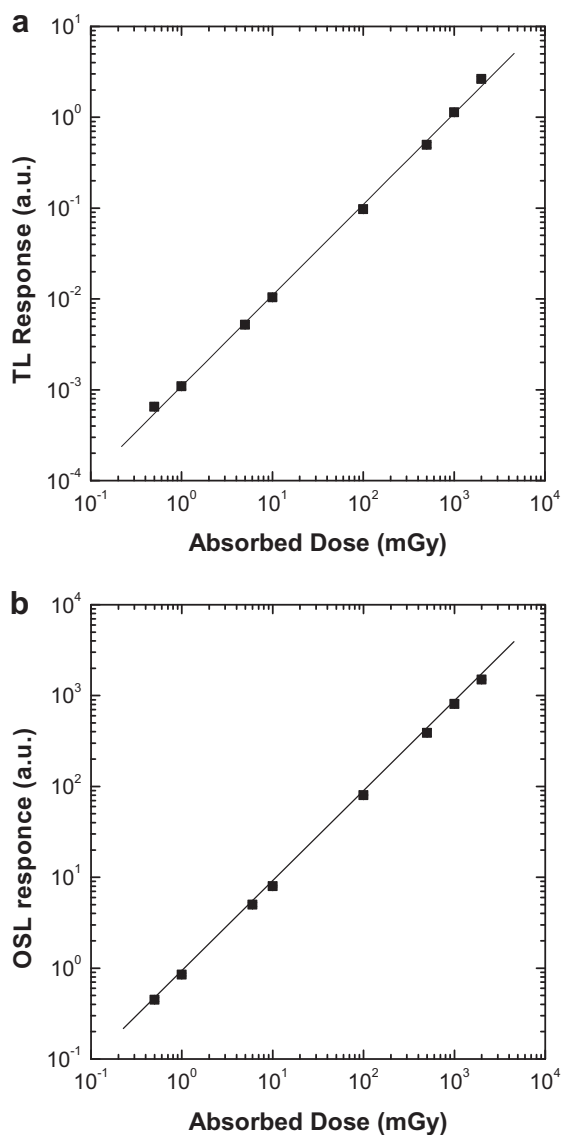 a
10^1
10^0
10^-1
10^-2
10^-3
10^-4
TL Response (a.u.)
10^-1 10^0 10^1 10^2 10^3 10^4
Absorbed Dose (mGy)
b
10^4
10^3
10^2
10^1
10^0
10^-1
OSL responce (a.u.)
10^-1 10^0 10^1 10^2 10^3 10^4
Absorbed Dose (mGy)